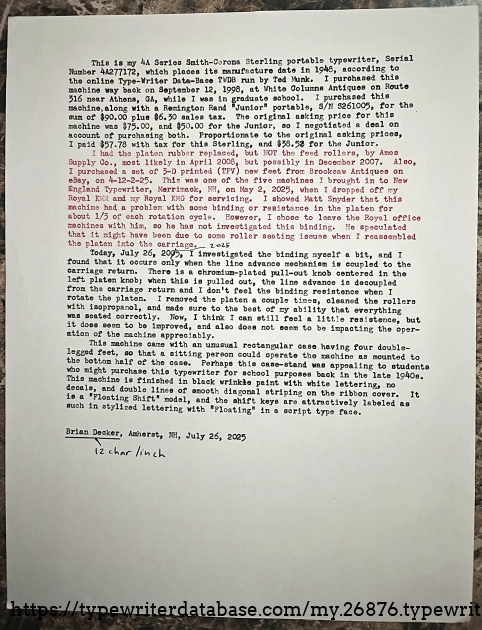 This is my 4A Series Smith-Corona Sterling portable typewriter, Serial
Number 4A277172, which places its manufacture date in 1948, according to
the online Type-Writer Data-Base TWDB run by Ted Munk.  I purchased this
machine way back on September 12, 1998, at White Columns Antiques on Route
316 near Athens, GA, while I was in graduate school.  I purchased this
machine,along with a Remington Rand "Junior" portable, S/N S261005, for the
sum of $90.00 plus $6.30 sales tax.  The original asking price for this
machine was $75.00, and $50.00 for the Junior, so I negotiated a deal on
account of purchasing both.  Proportionate to the original asking prices,
I paid $57.78 with tax for this Sterling, and $38.52 for the Junior.
I had the platen rubber replaced, but NOT the feed rollers, by Ames
Supply Co., most likely in April 2008, but possibly in December 2007.  Also,
I purchased a set of 3-D printed (TPV) new feet from Brocksax Antiques on
eBay, on 4-12-2-25.  This was one of the five machines I brought in to New
England Typewriter, Merrimack, NH, on May 2, 2025, when I dropped off my
Royal KMM and my Royal KMG for servicing.  I showed Matt Snyder that this
machine had a problem with some binding or resistance in the platen for
about 1/3 of each rotation cycle.  However, I chose to leave the Royal office
machines with him, so he has not investigated this binding.  He speculated
that it might have been due to some roller seating issues when I reassembled
the platen into the carriage. 2025
Today, July 26, I investigated the binding myself a bit, and I
found that it occurs only when the line advance mechanism is coupled to the
carriage return.  There is a chromium-plated pull-out knob centered in the
left platen knob; when this is pulled out, the line advance is decoupled
from the carriage return and I don't feel the binding resistance when I
rotate the platen.  I removed the platen a couple times, cleaned the rollers
with isopropanol, and made sure to the best of my ability that everything
was seated correctly.  Now, I think I can still feel a little resistence, but
it does seem to be improved, and also does not seem to be impacting the oper-
ation of the machine appreciably.
This machine came with an unusual rectangular case having four double-
legged feet, so that a sitting person could operate the machine as mounted to
the bottom half of the case.  Perhaps this case-stand was appealing to students
who might purchase this typewriter for school purposes back in the late 1940s.
This machine is finished in black wrinkle paint with white lettering, no
decals, and double lines of smooth diagonal striping on the ribbon cover.  It
is a "Floating Shift" model, and the shift keys are attractively labeled as
such in stylized lettering with "Floating" in a script type face.
Brian Decker, Amherst, NH, July 26, 2025
12 char/inch
https://typewriterdatabase.com/my.26876.typewrit